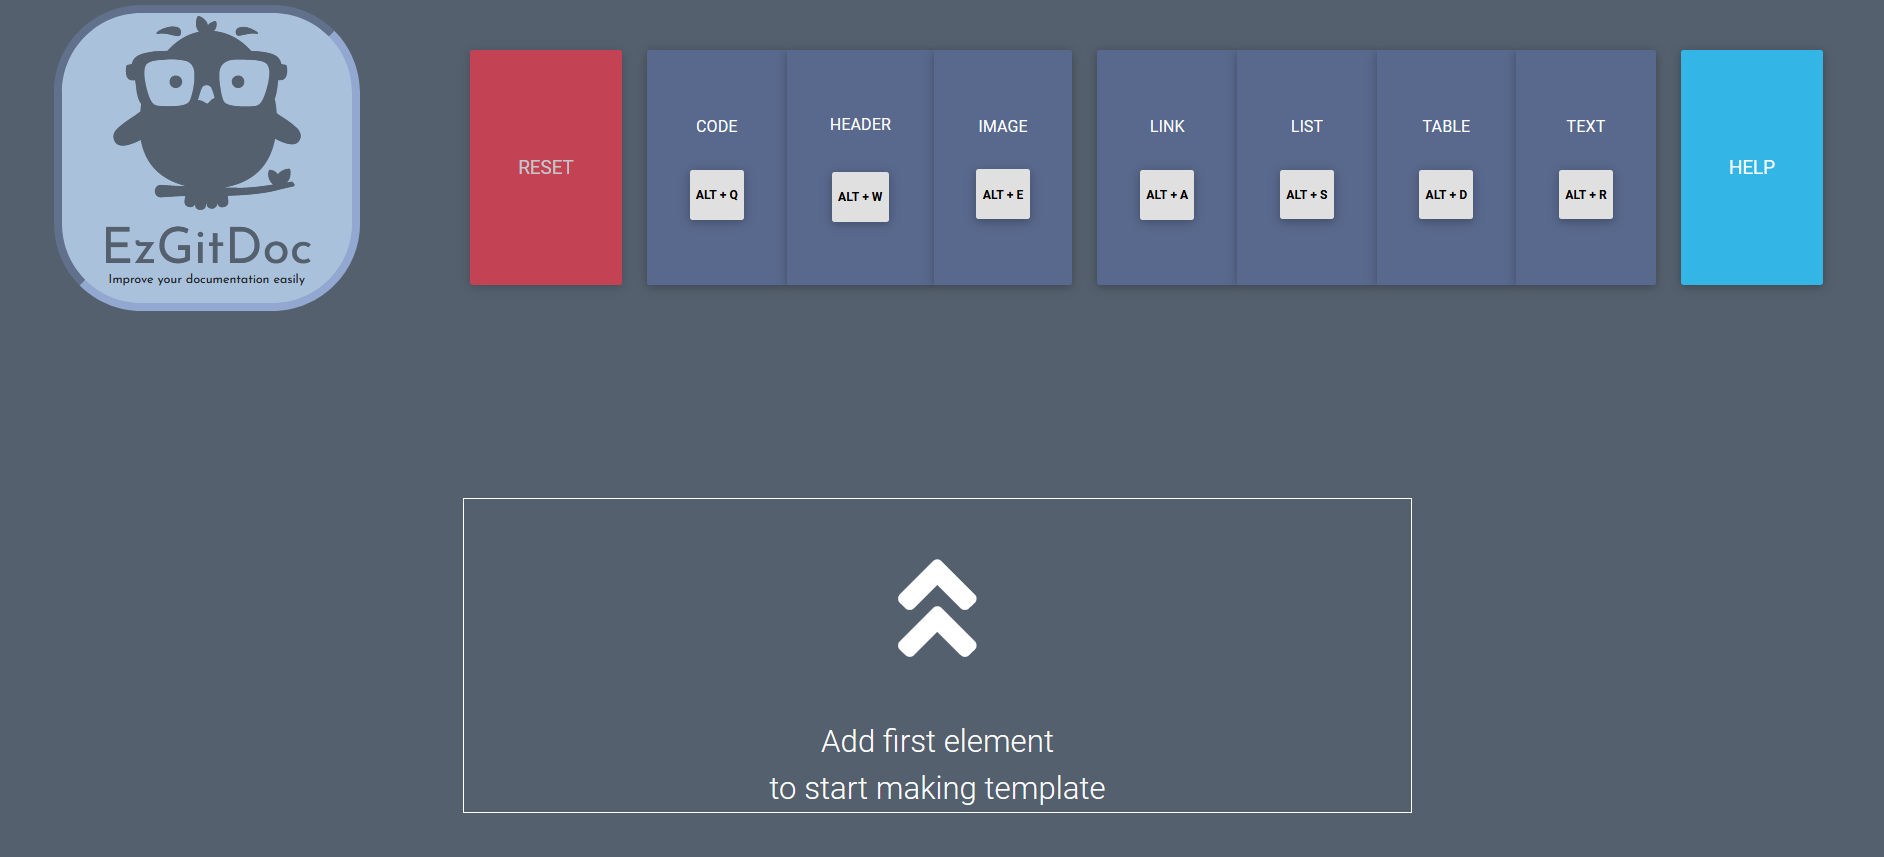 EzGitDoc
Improve your documentation easily
RESET
CODE
ALT + Q
HEADER
ALT + W
IMAGE
ALT + E
LINK
ALT + A
LIST
ALT + S
TABLE
ALT + D
TEXT
ALT + R
HELP
Add first element
to start making template